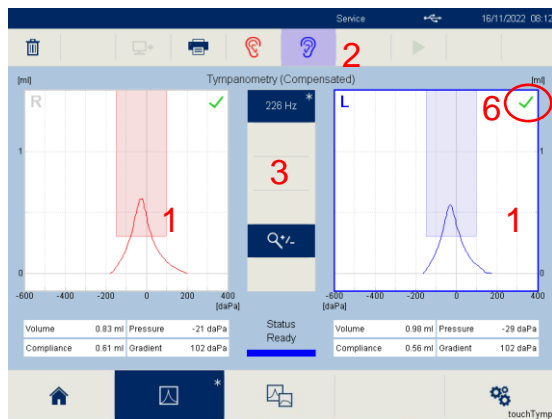 Service 16/11/2022 08:12
2
[ml] Tympanometry (Compensated) [ml]
R 226 Hz * L 6
1 3 1
1 1
0 0
-600 -400 -200 0 200 400 -600 -400 -200 0 200 400
[daPa] [daPa]
+/-
Volume 0.83 ml Pressure -21 daPa
Compliance 0.61 ml Gradient 102 daPa
Status
Ready
Volume 0.98 ml Pressure -29 daPa
Compliance 0.56 ml Gradient 102 daPa
*
touchTymp